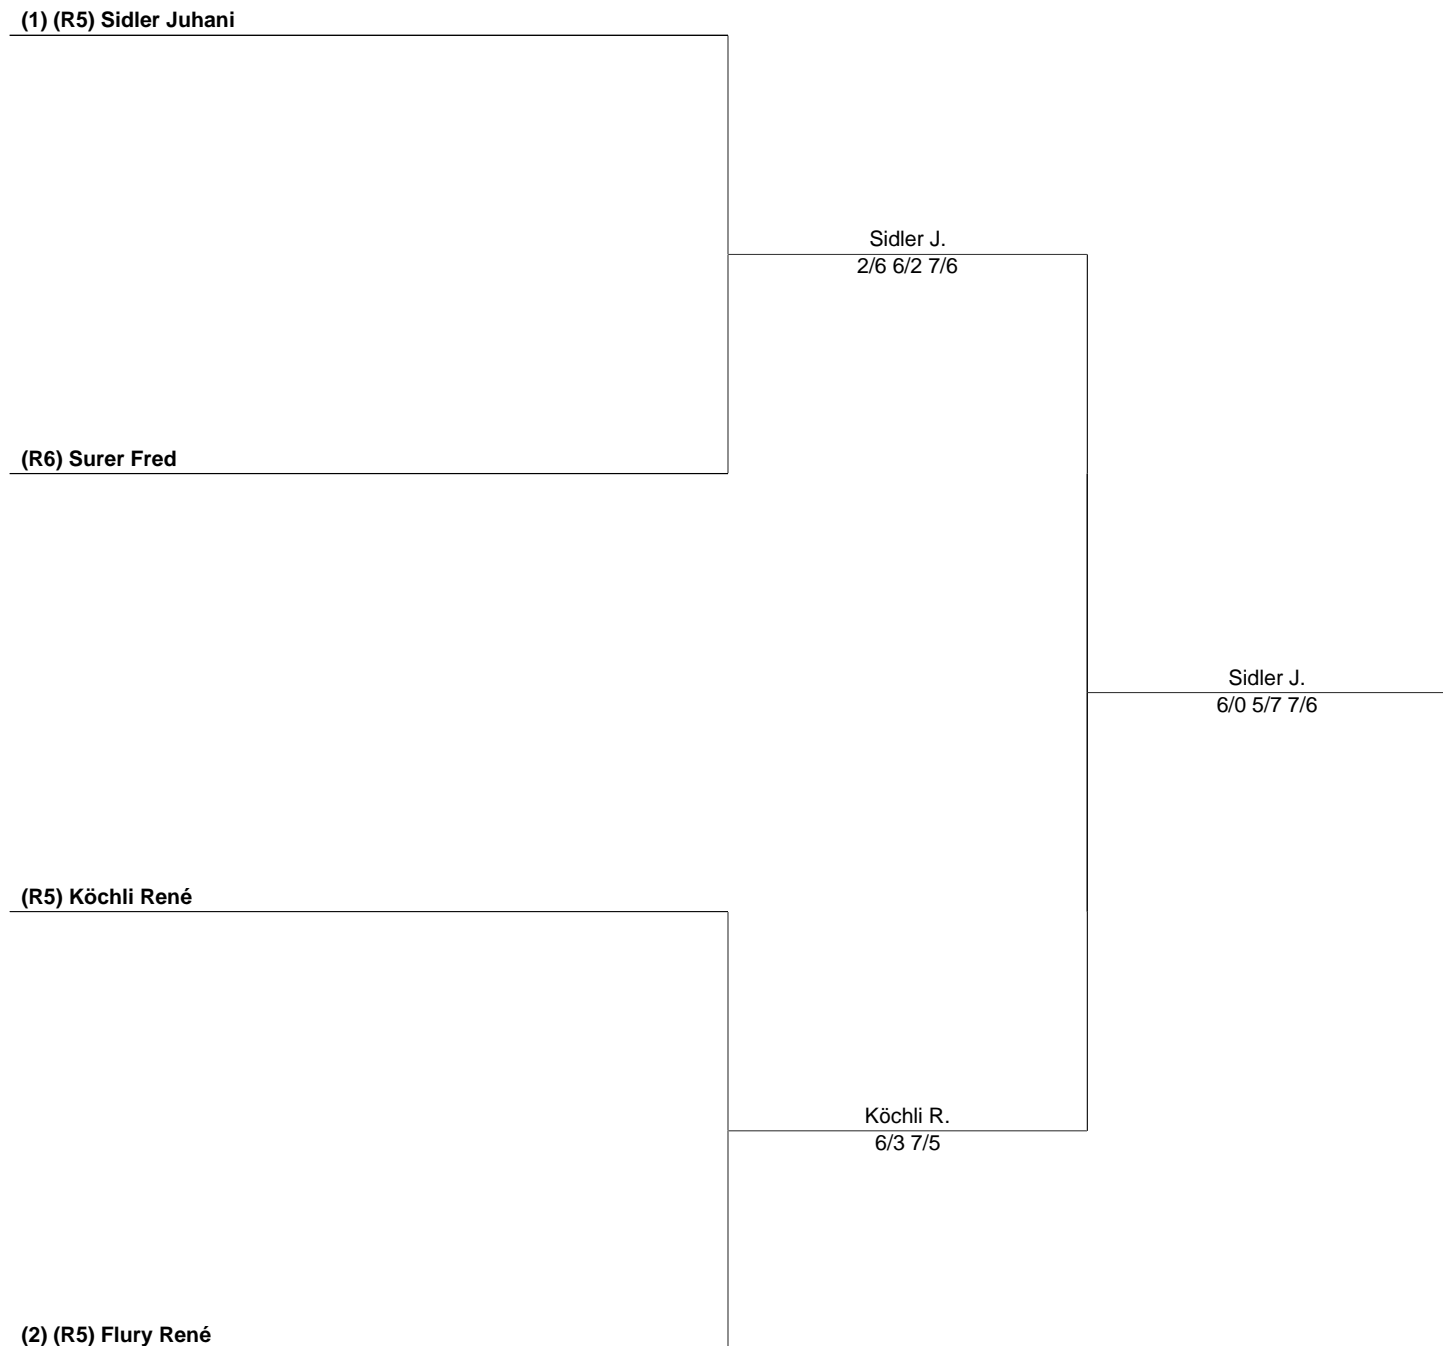 (1) (R5) Sidler Juhani
Sidler J.
2/6 6/2 7/6
(R6) Surer Fred
Sidler J.
6/0 5/7 7/6
(R5) Köchli René
Köchli R.
6/3 7/5
(2) (R5) Flury René